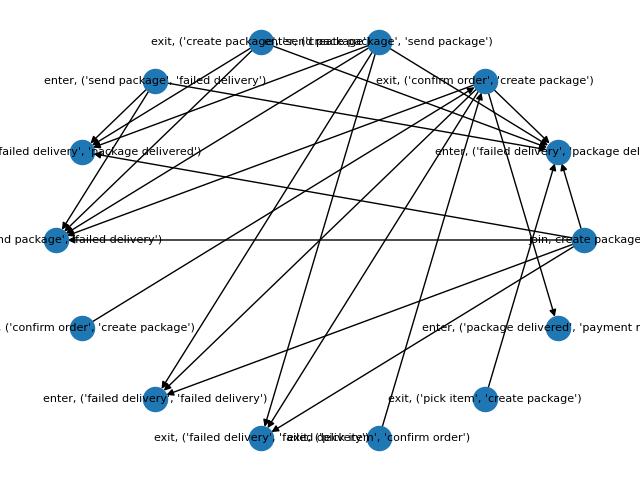 exit, ('create package', 'send package')
enter, ('create package', 'send package')
enter, ('send package', 'failed delivery')
exit, ('confirm order', 'create package')
failed delivery', 'package delivered')
enter, ('failed delivery', 'package del
nd package', 'failed delivery')
pin, create package
, ('confirm order', 'create package')
enter, ('package delivered', 'payment r
enter, ('failed delivery', 'failed delivery')
exit, ('pick item', 'create package')
exit, ('failed delivery', 'failed delivery')
exit, ('pick item', 'confirm order')